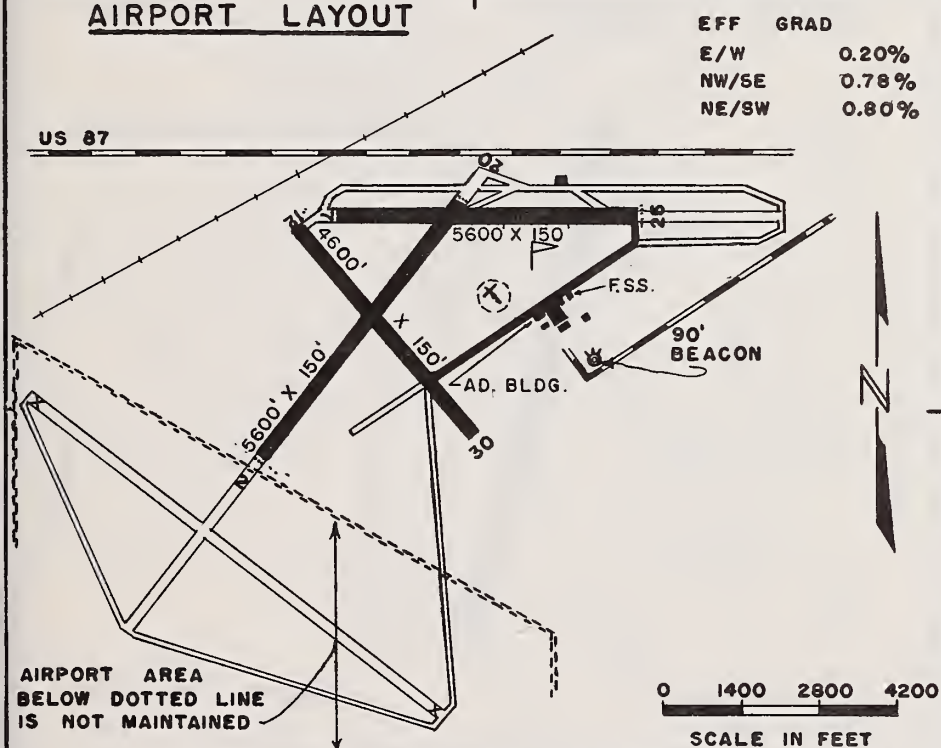 AIRPORT LAYOUT
EFF GRAD
E/W 0.20%
NW/SE 0.78%
NE/SW 0.80%
US 87
02
26
4600' X 150'
5600' X 150'
F.S.S.
90'
BEACON
AD. BLDG.
5600' X 150'
30
N
AIRPORT AREA
BELOW DOTTED LINE
IS NOT MAINTAINED
0 1400 2800 4200
SCALE IN FEET